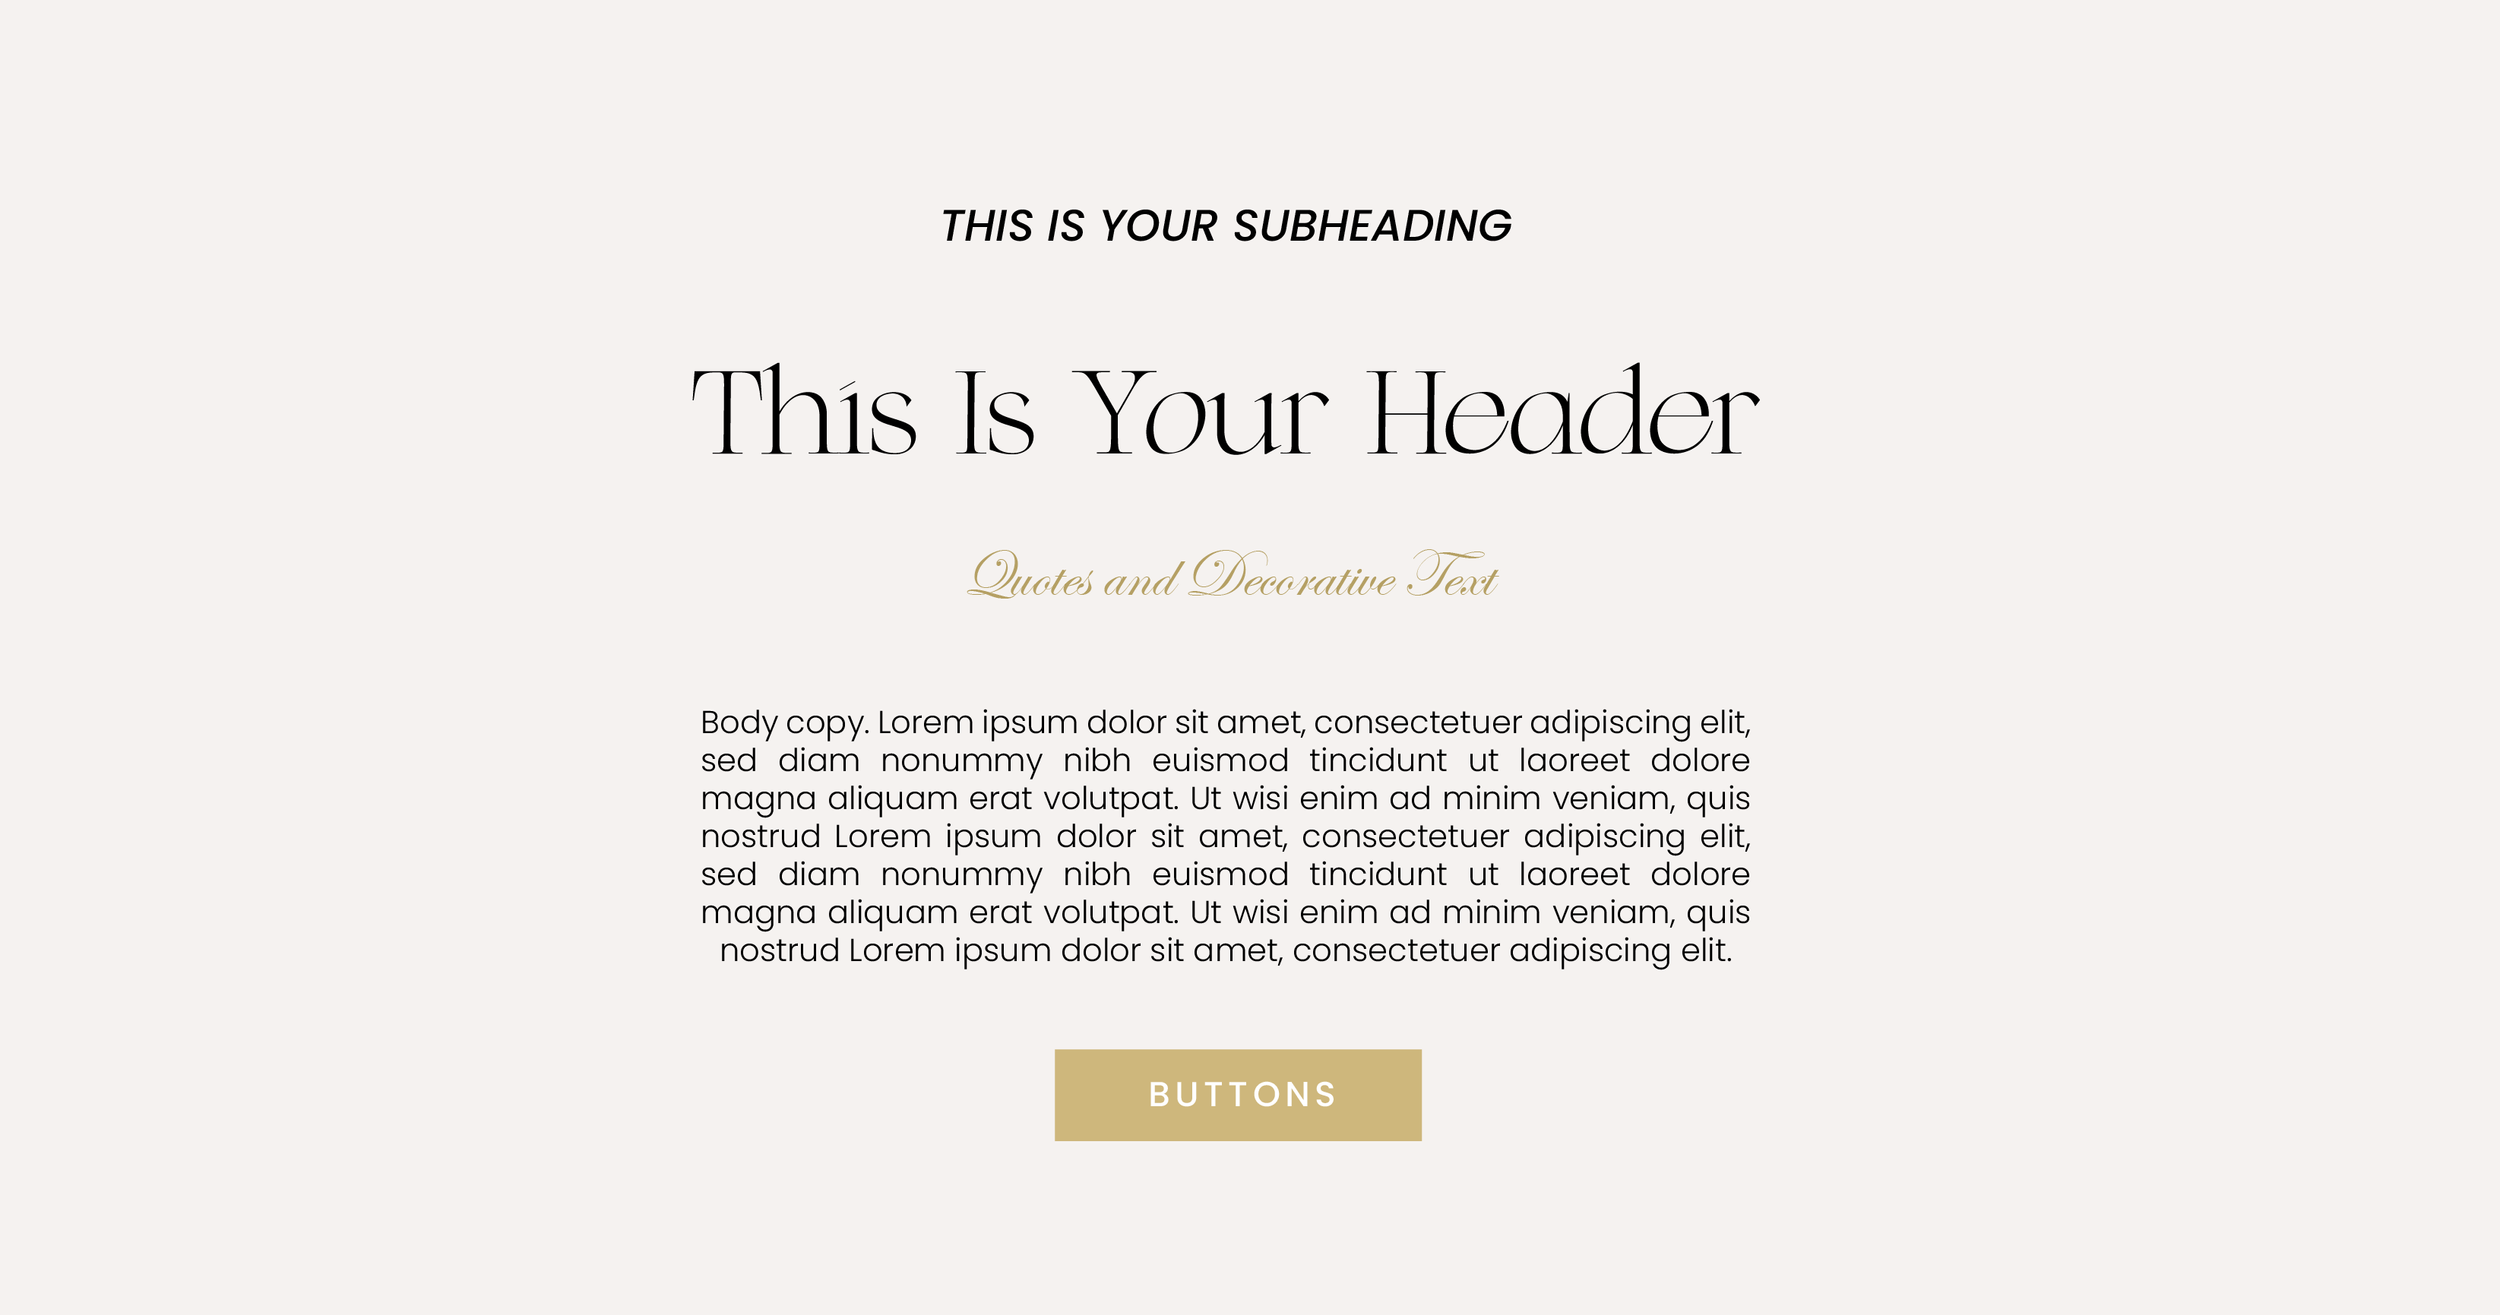 THIS IS YOUR SUBHEADING
This Is Your Header
Quotes and Decorative Text
Body copy. Lorem ipsum dolor sit amet, consectetuer adipiscing elit,
sed diam nonummy nibh euismod tincidunt ut laoreet dolore
magna aliquam erat volutpat. Ut wisi enim ad minim veniam, quis
nostrud Lorem ipsum dolor sit amet, consectetuer adipiscing elit,
sed diam nonummy nibh euismod tincidunt ut laoreet dolore
magna aliquam erat volutpat. Ut wisi enim ad minim veniam, quis
nostrud Lorem ipsum dolor sit amet, consectetuer adipiscing elit.
BUTTONS